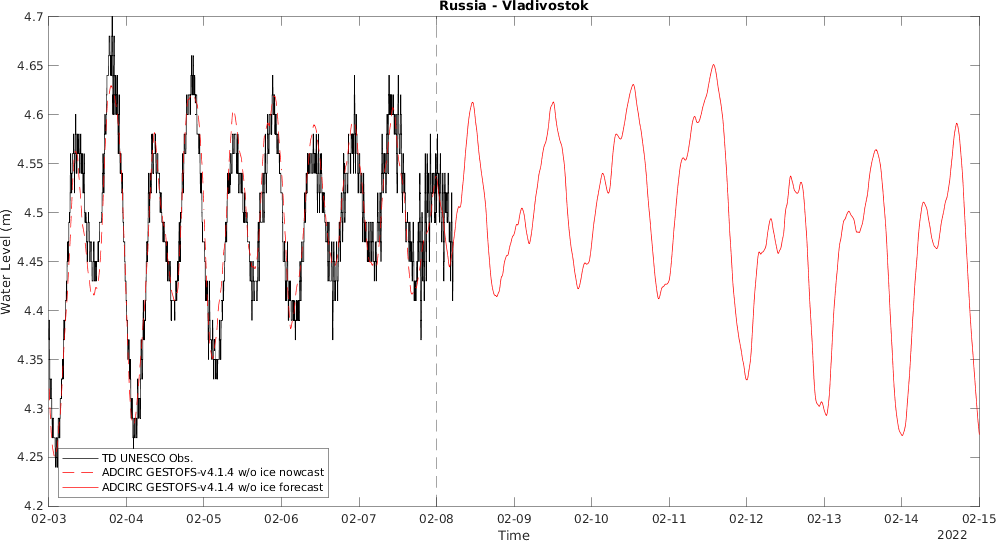 Russia - Vladivostok
4.7
4.65
4.6
4.55
4.5
4.45
4.4
4.35
4.3
4.25
4.2
Water Level (m)
TD UNESCO Obs.
ADCIRC GESTOFS-v4.1.4 w/o ice nowcast
ADCIRC GESTOFS-v4.1.4 w/o ice forecast
02-03 02-04 02-05 02-06 02-07 02-08 02-09 02-10 02-11 02-12 02-13 02-14 02-15
Time
2022